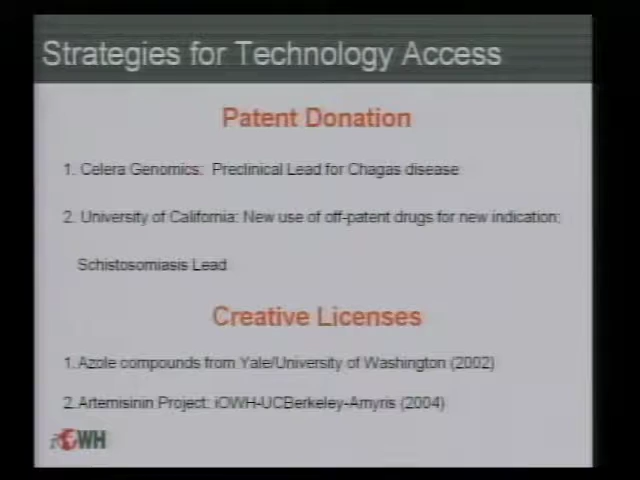 Strategies for Technology Access
Patent Donation
1. Celera Genomics: Preclinical Lead for Chagas disease
2. University of California: New use of off-patent drugs for new indication:
Schistosomiasis Lead
Creative Licenses
1. Azole compounds from Yale/University of Washington (2002)
2. Artemisinin Project: iOWH-UCBerkeley-Amyris (2004)
iOWH